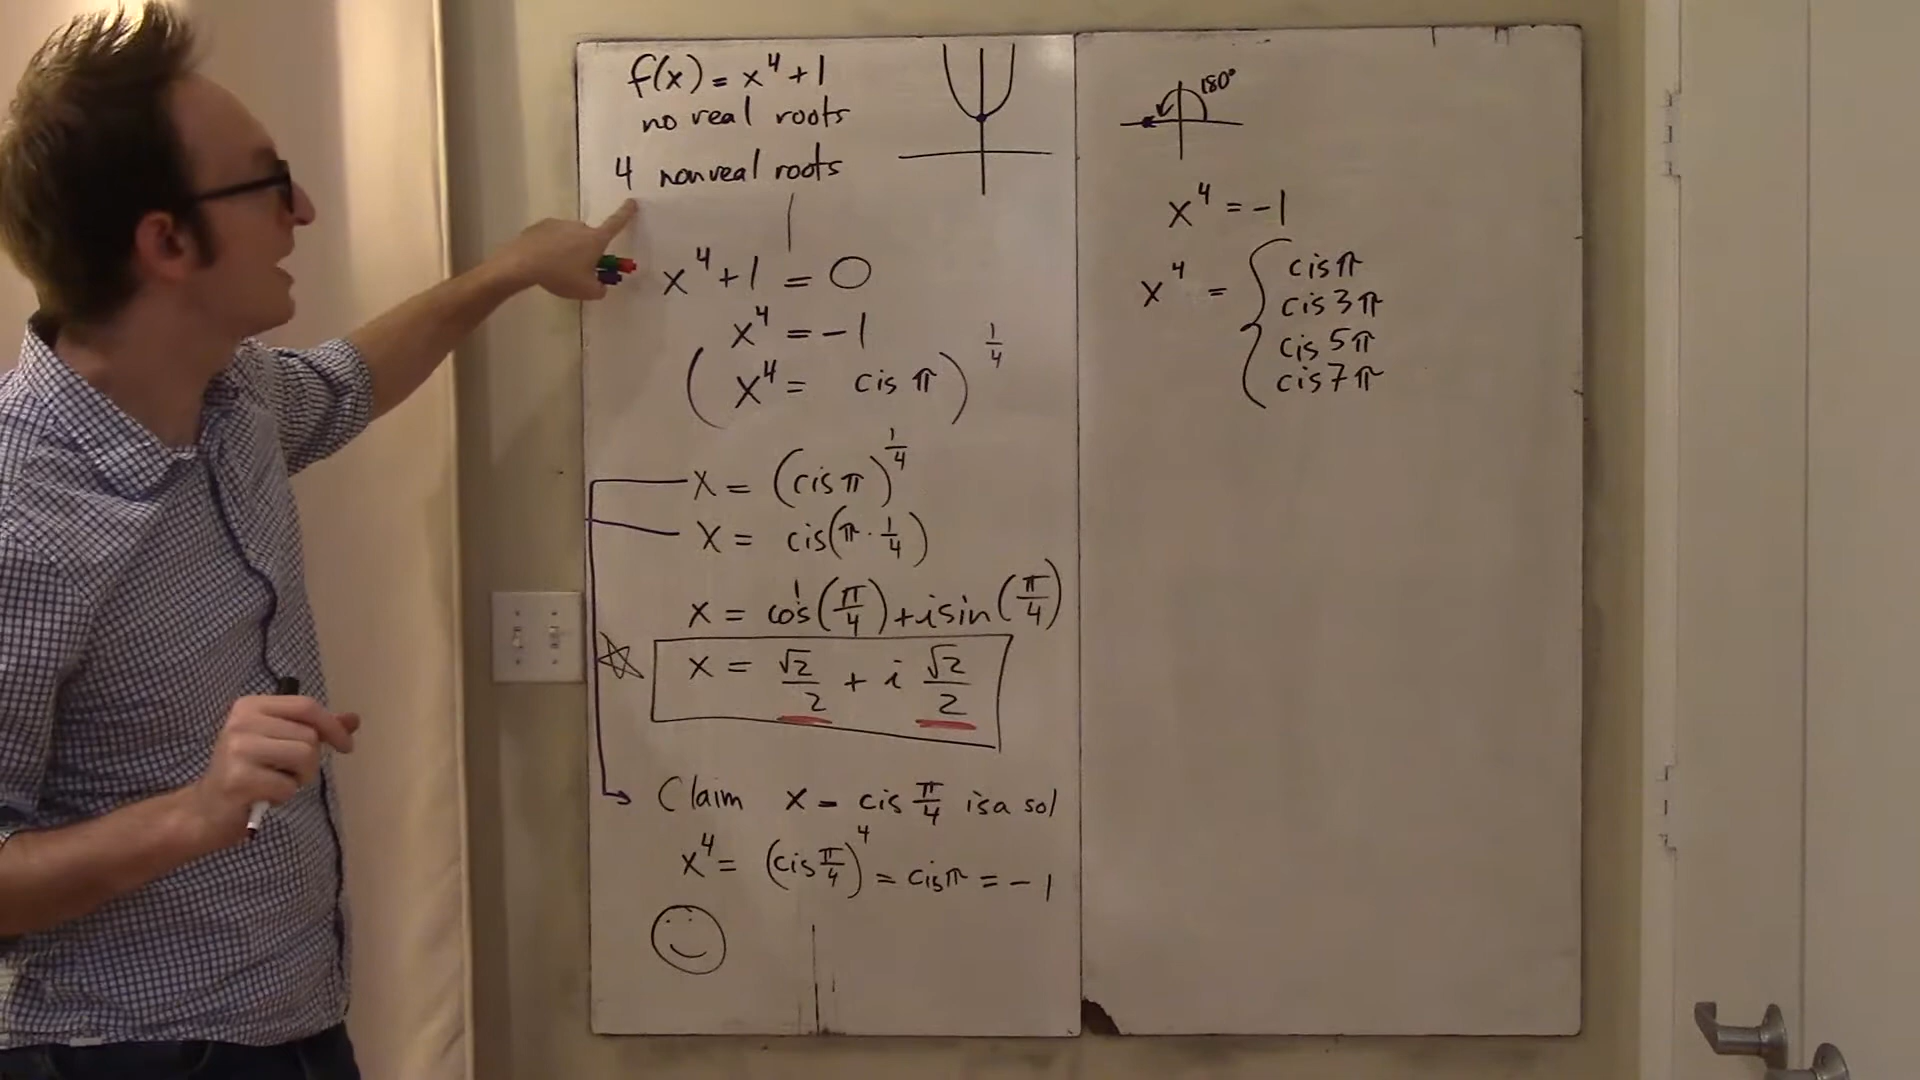 f(x) = x⁴ + 1
no real roots
4 nonreal roots
x⁴ + 1 = 0
x⁴ = -1
(x⁴ = cis π)^(1/4)
x = (cis π)^(1/4)
x = cis(π · 1/4)
x = cos(π/4) + i sin(π/4)
x = √2/2 + i √2/2
Claim x = cis π/4 is a sol
x⁴ = (cis π/4)⁴ = cis π = -1
180°
x⁴ = -1
x⁴ = { cis π
cis 3π
cis 5π
cis 7π